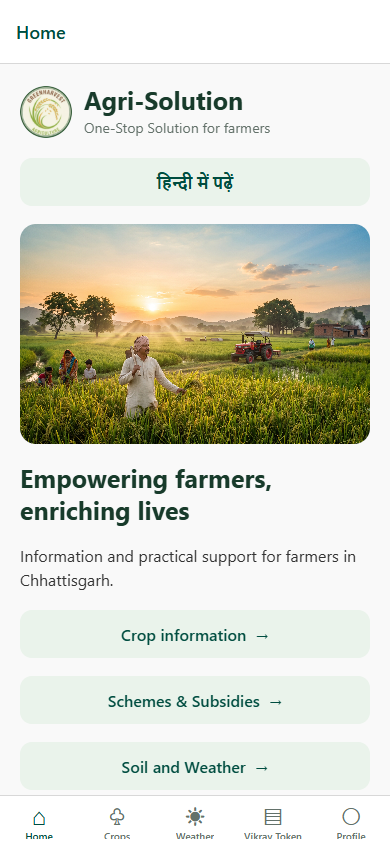 Home
GREENHARVEST
Agri-Solution
One-Stop Solution for farmers
हिन्दी में पढ़ें
Empowering farmers,
enriching lives
Information and practical support for farmers in
Chhattisgarh.
Crop information →
Schemes & Subsidies →
Soil and Weather →
Home Crops Weather Vikray Token Profile